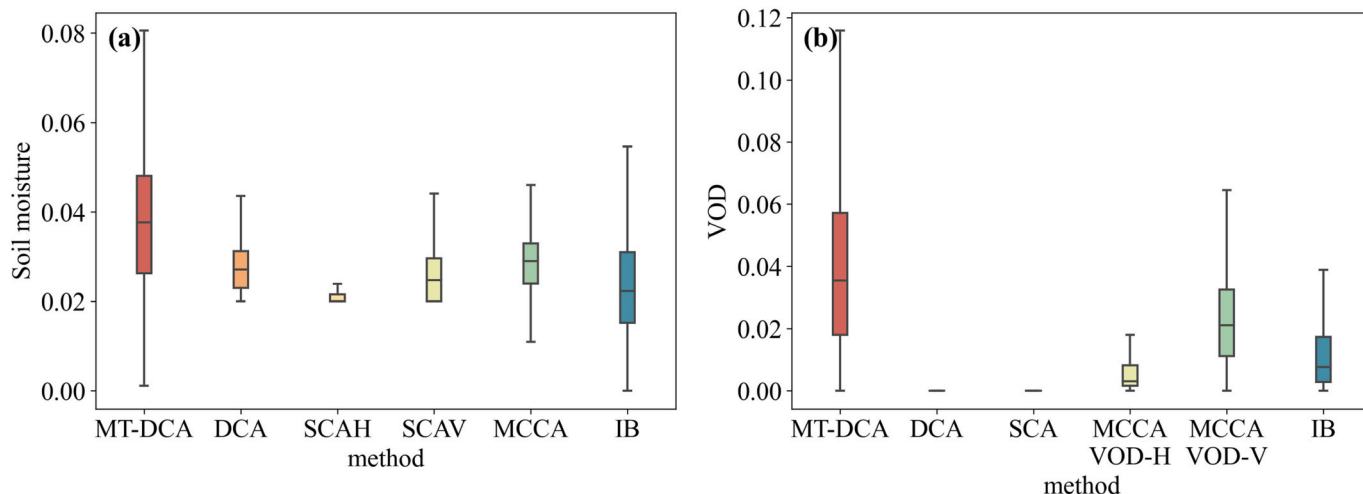 (a)
Soil moisture
0.08
0.06
0.04
0.02
0.00
MT-DCA DCA SCAH SCAV MCCA IB
method
(b)
VOD
0.12
0.10
0.08
0.06
0.04
0.02
0.00
MT-DCA DCA SCA MCCA MCCA IB
VOD-H VOD-V
method